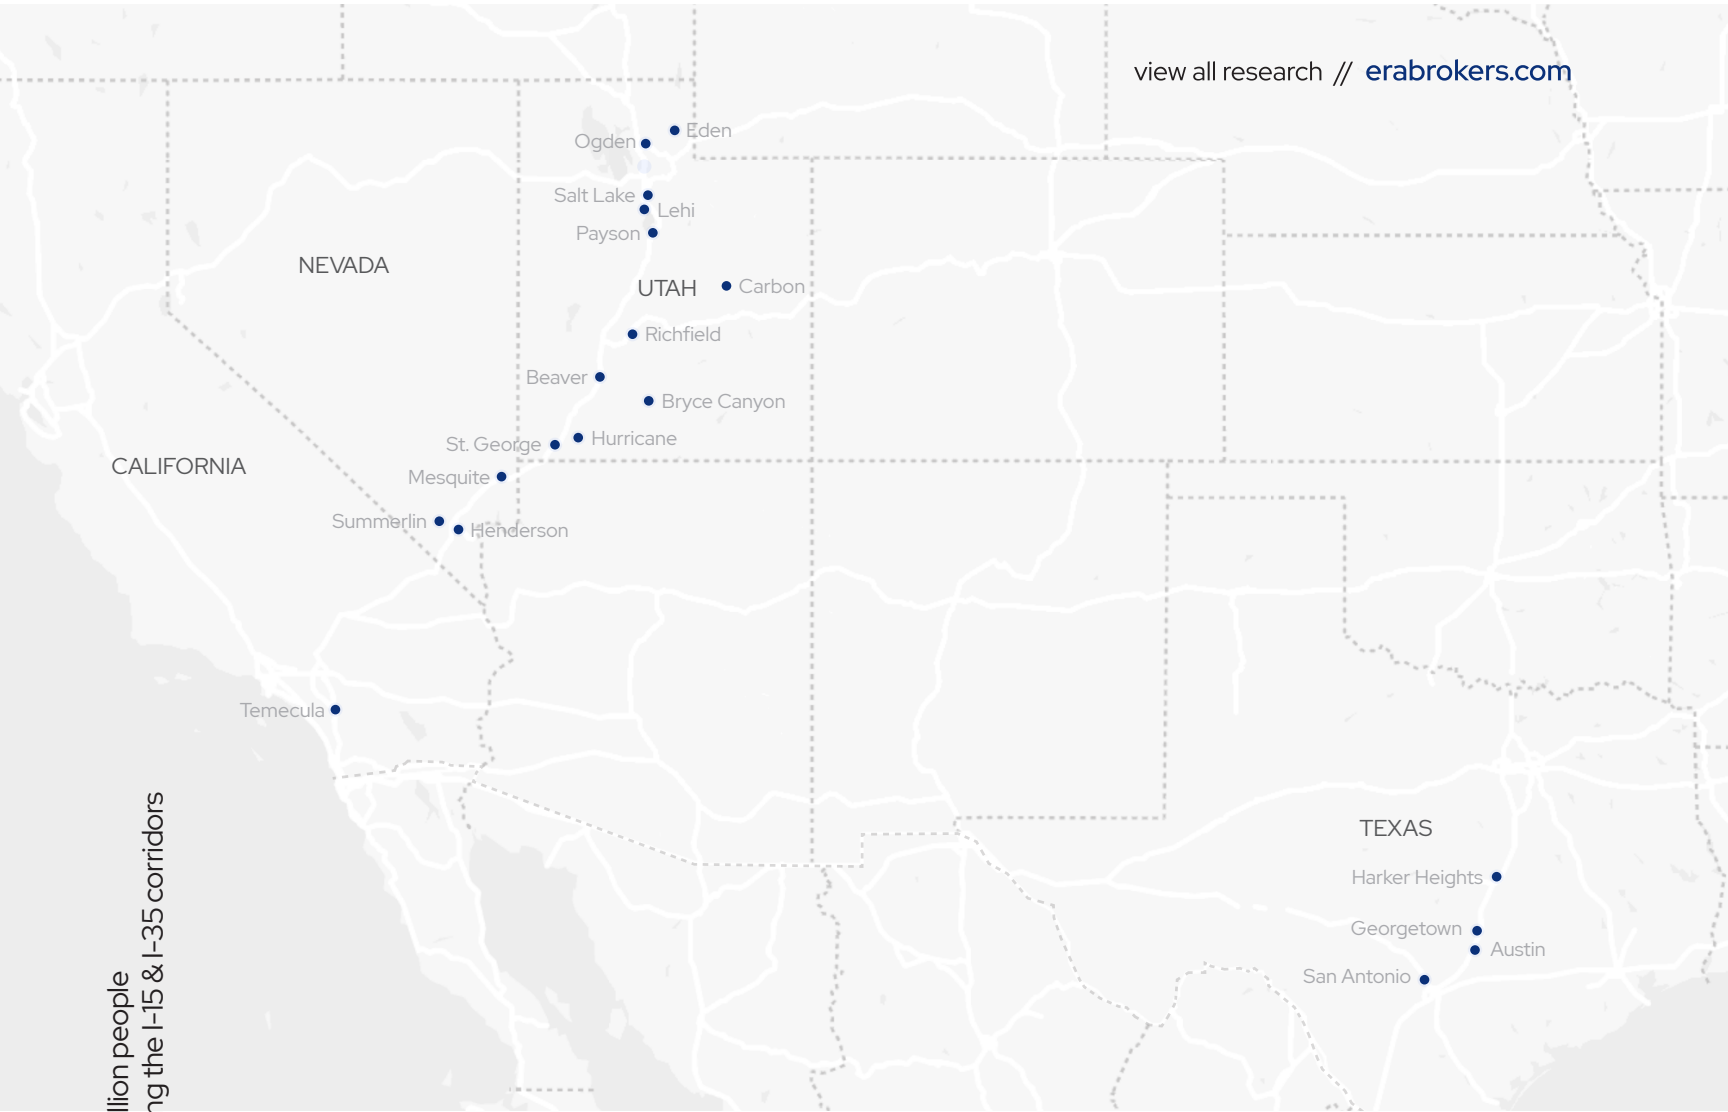 view all research // erabrokers.com
Eden
Ogden
Salt Lake
Lehi
Payson
NEVADA
UTAH
Carbon
Richfield
Beaver
Bryce Canyon
Hurricane
St. George
CALIFORNIA
Mesquite
Summerlin
Henderson
Temecula
TEXAS
Harker Heights
Georgetown
Austin
San Antonio
people
the I-15 & I-35 corridors